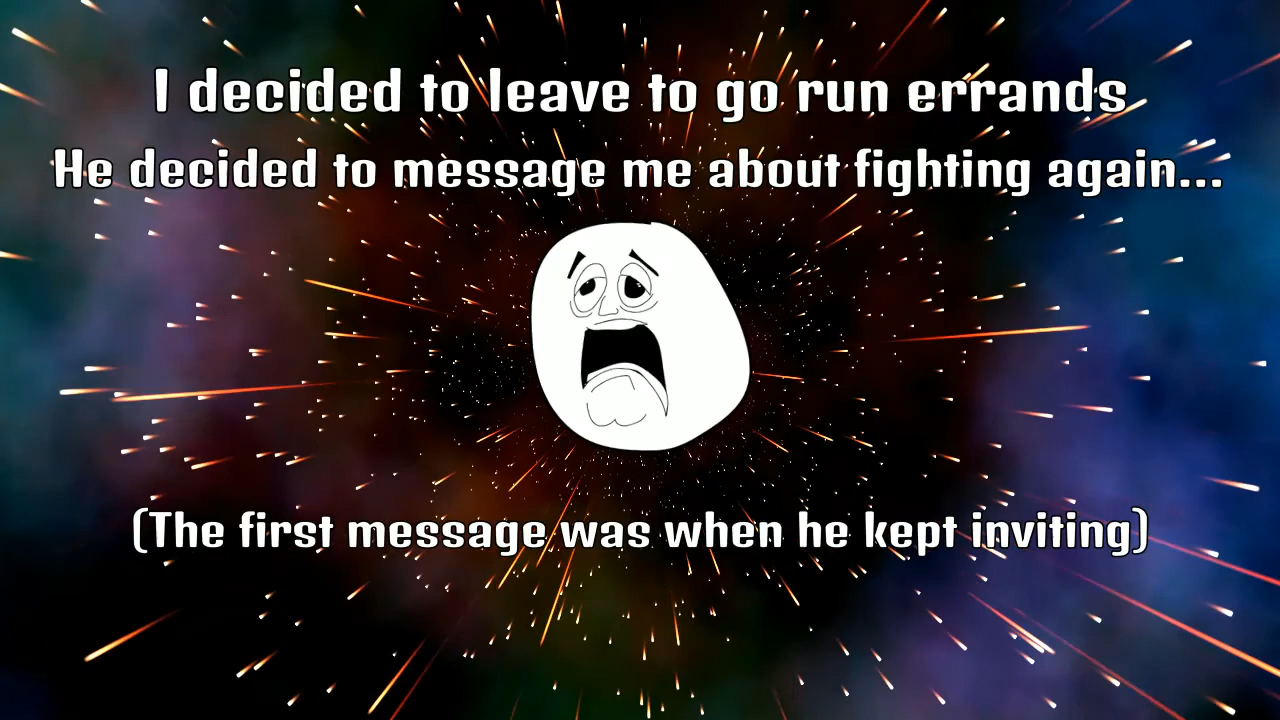 I decided to leave to go run errands
He decided to message me about fighting again...
(The first message was when he kept inviting)